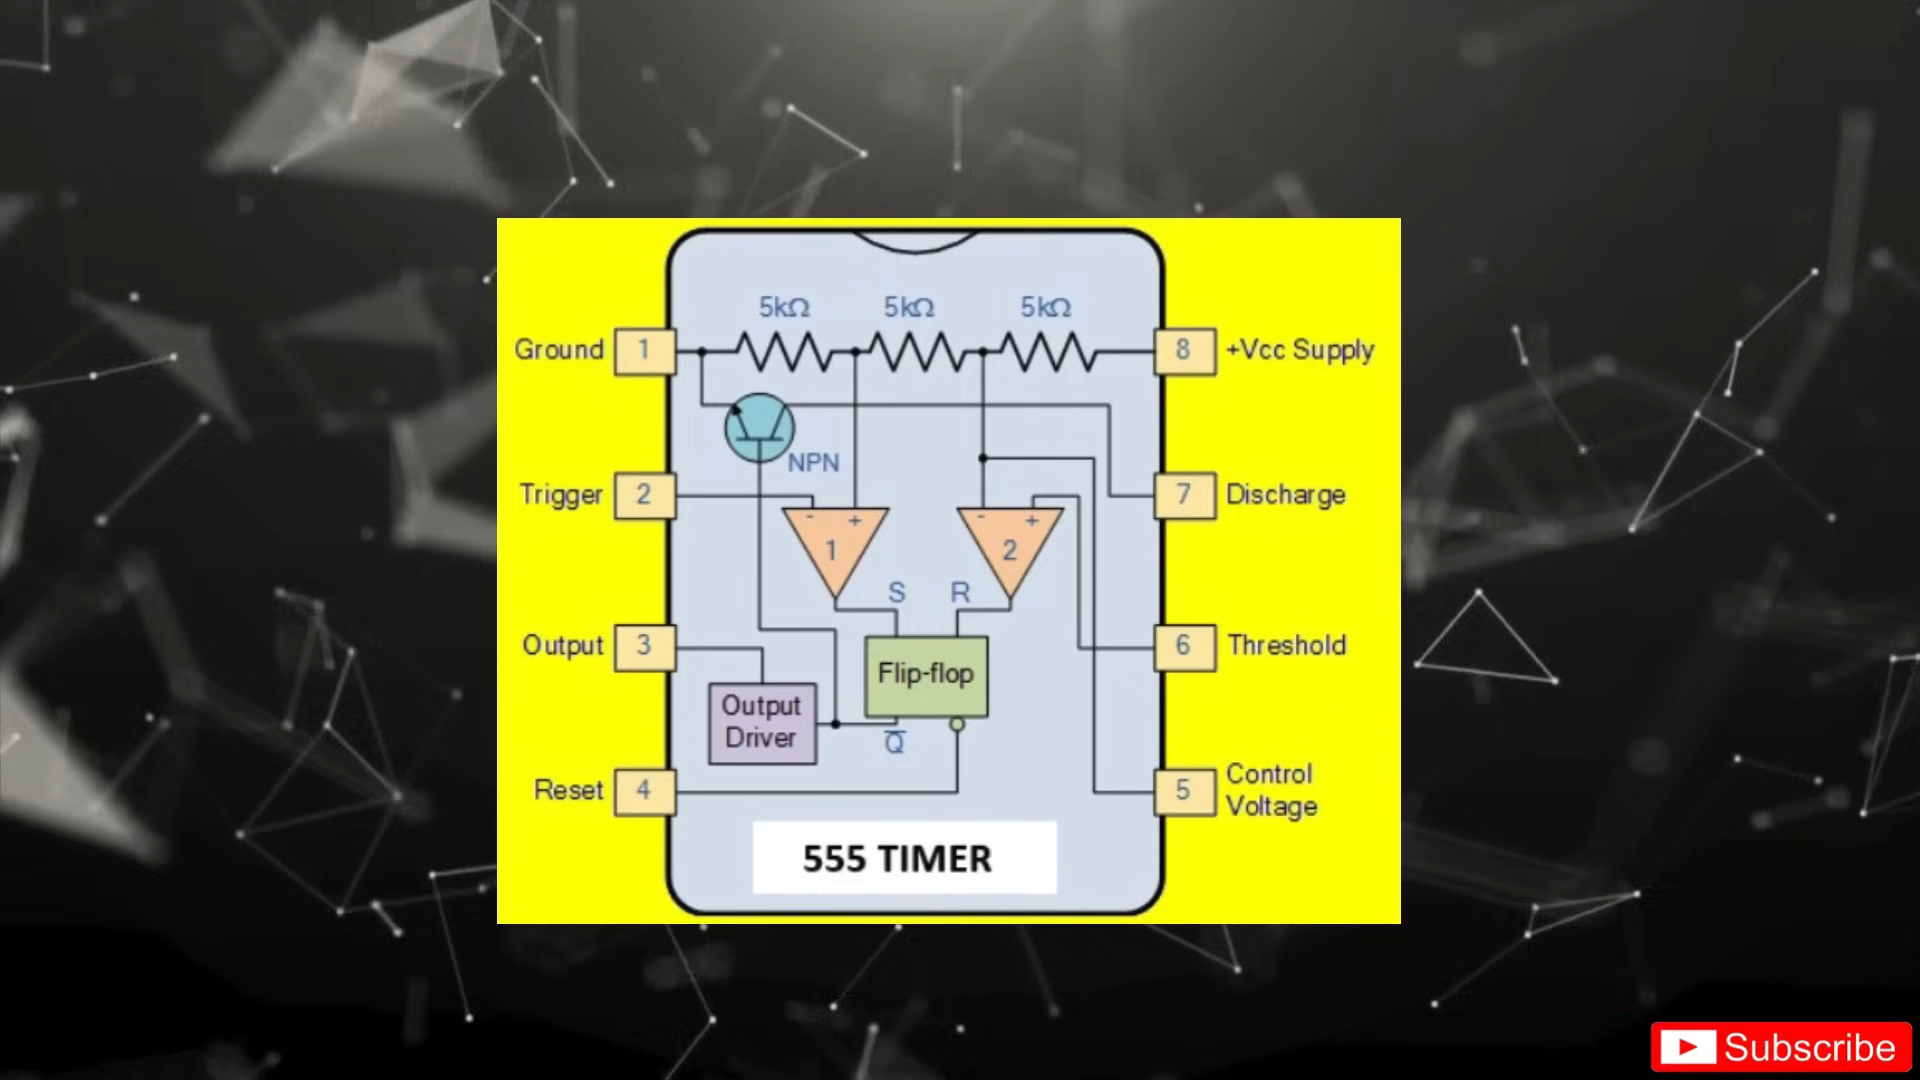 5kΩ 5kΩ 5kΩ
Ground 1
8 +Vcc Supply
NPN
Trigger 2
- +
- +
7 Discharge
1
2
S R
Output 3
Flip-flop
6 Threshold
Output
Driver
Q̅
Reset 4
5 Control
Voltage
555 TIMER
Subscribe